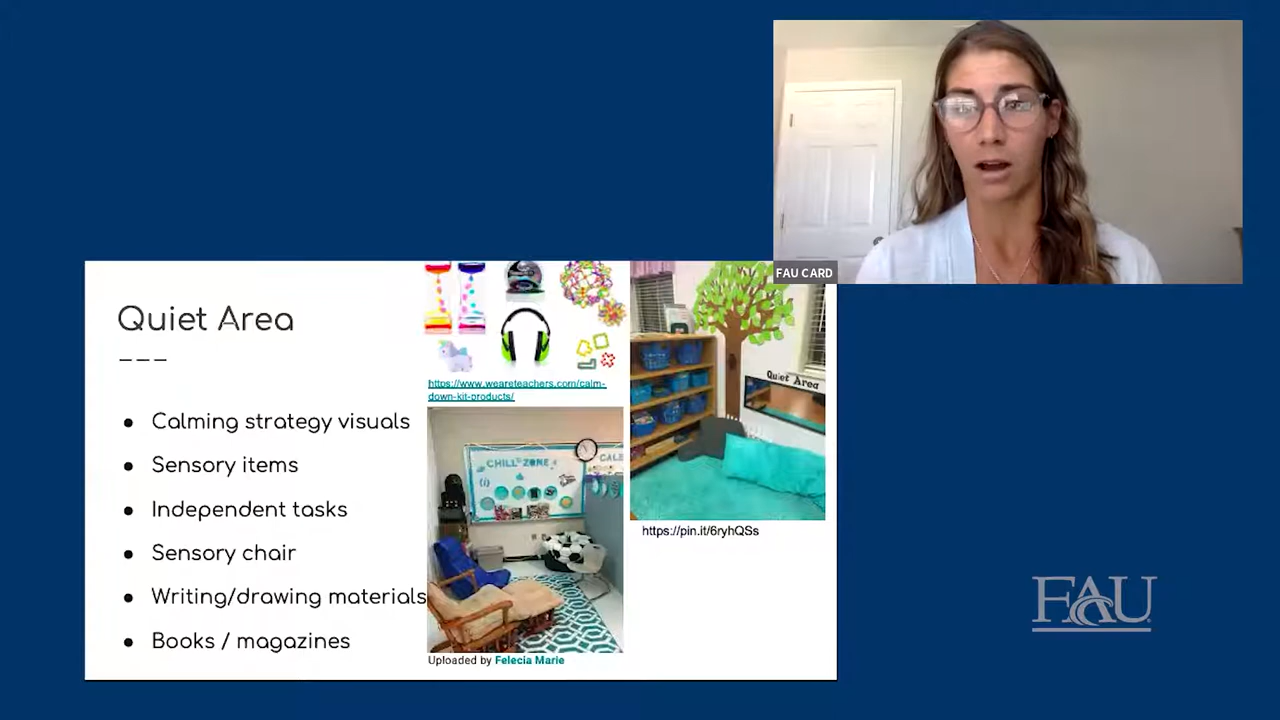 FAU CARD
Quiet Area
---
● Calming strategy visuals
● Sensory items
● Independent tasks
● Sensory chair
● Writing/drawing materials
● Books / magazines
https://www.weareteachers.com/calm-
down-kit-products/
CHILL ZONE
CALE
Uploaded by Felecia Marie
Quiet Area
https://pin.it/6ryhQSs
FAU